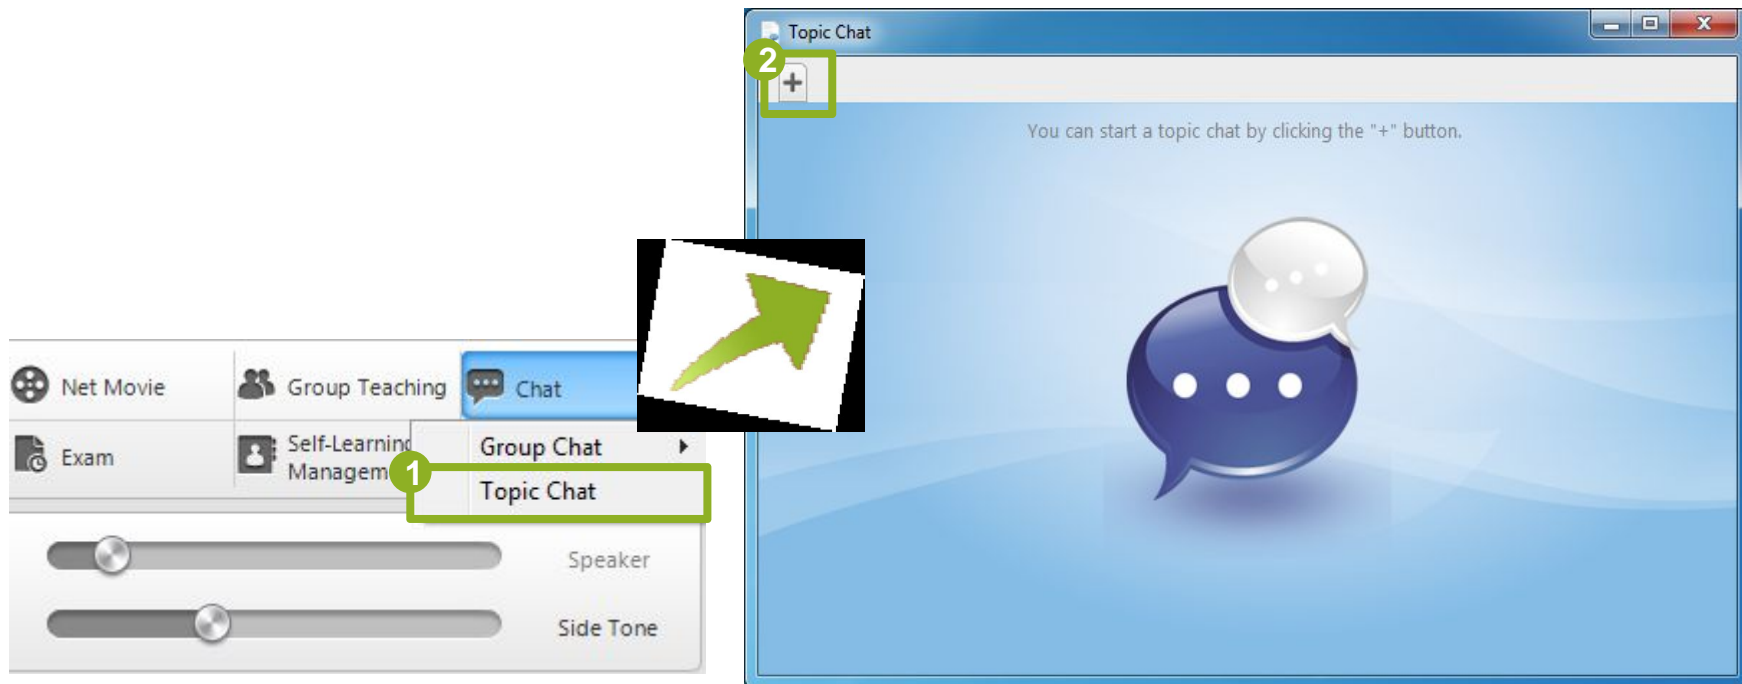 Net Movie
Group Teaching
Chat
Exam
Self-Learning
Managem
Group Chat
1
Topic Chat
Speaker
Side Tone
Topic Chat
2
+
You can start a topic chat by clicking the "+" button.